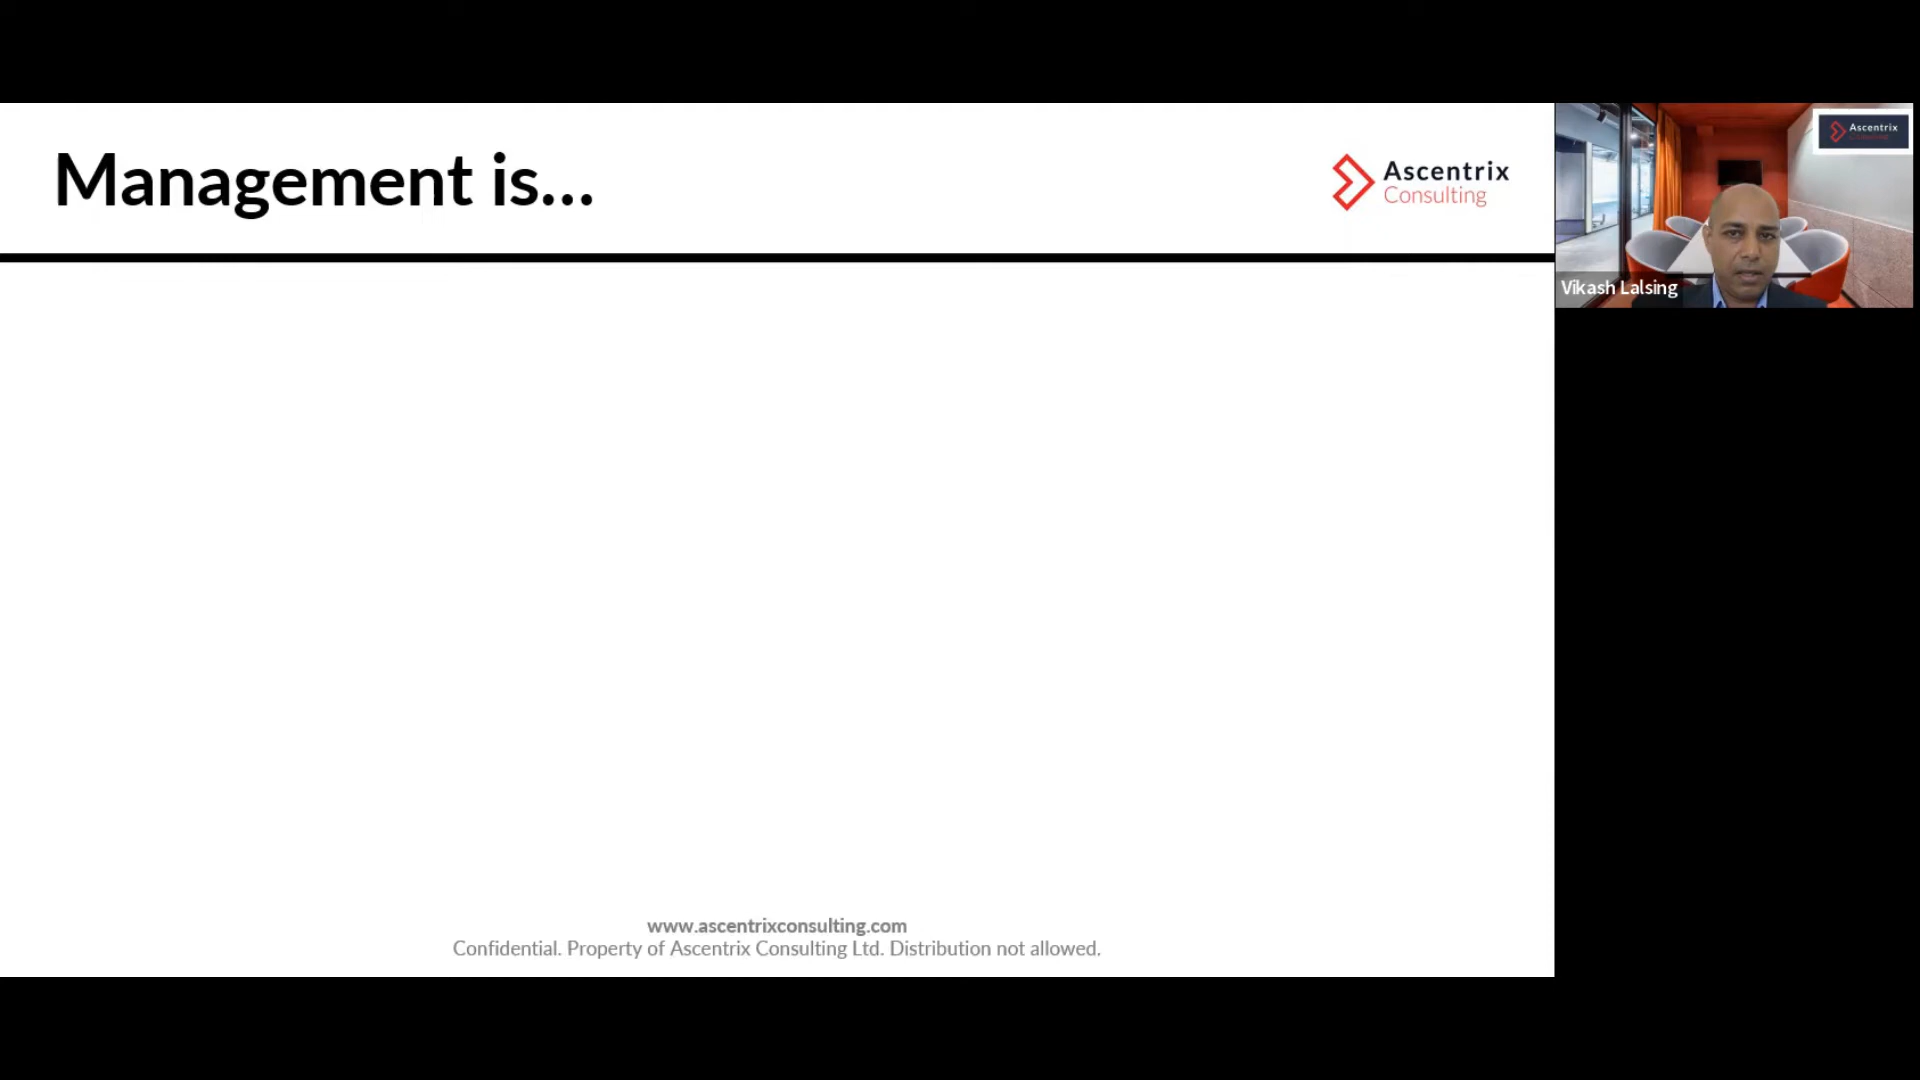 Management is...
Ascentrix
Consulting
Ascentrix
Consulting
Vikash Lalsing
www.ascentrixconsulting.com
Confidential. Property of Ascentrix Consulting Ltd. Distribution not allowed.